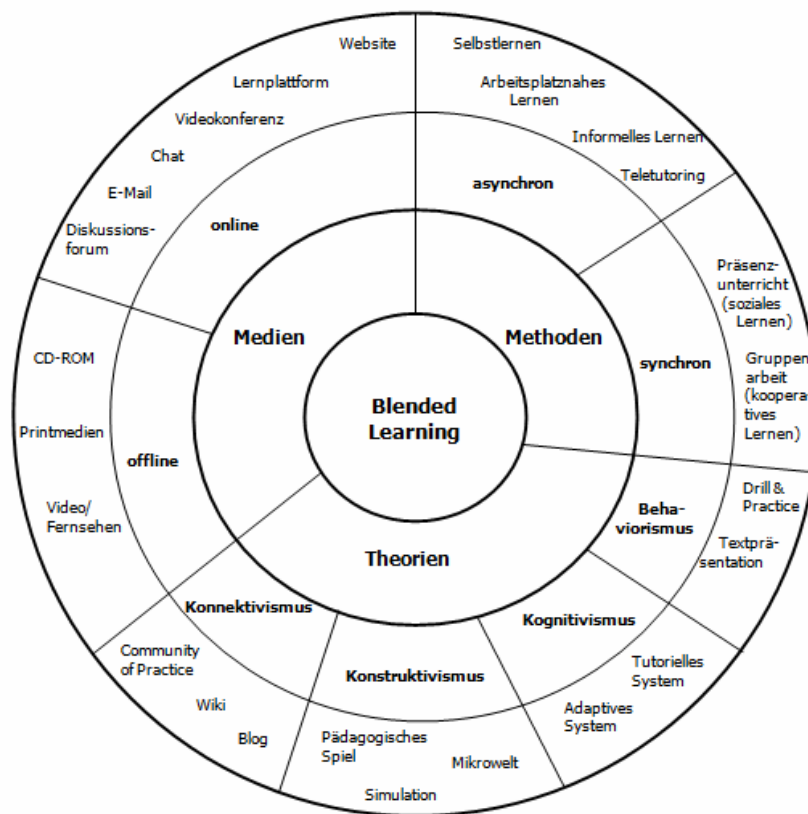 Website
Lernplattform
Videokonferenz
Chat
E-Mail
Diskussions-
forum
online
Selbstlernen
Arbeitsplatznahes
Lernen
Informelles Lernen
Teletutoring
asynchron
Präsenz-
unterricht
(soziales
Lernen)
Gruppen
arbeit
(koopera-
tives
Lernen)
synchron
Medien
Methoden
Blended
Learning
Theorien
CD-ROM
Printmedien
Video/
Fernsehen
offline
Drill &
Practice
Textprä-
sentation
Beha-
viorismus
Kognitivismus
Tutorielles
System
Adaptives
System
Konstruktivismus
Pädagogisches
Spiel
Mikrowelt
Simulation
Konnektivismus
Community
of Practice
Wiki
Blog